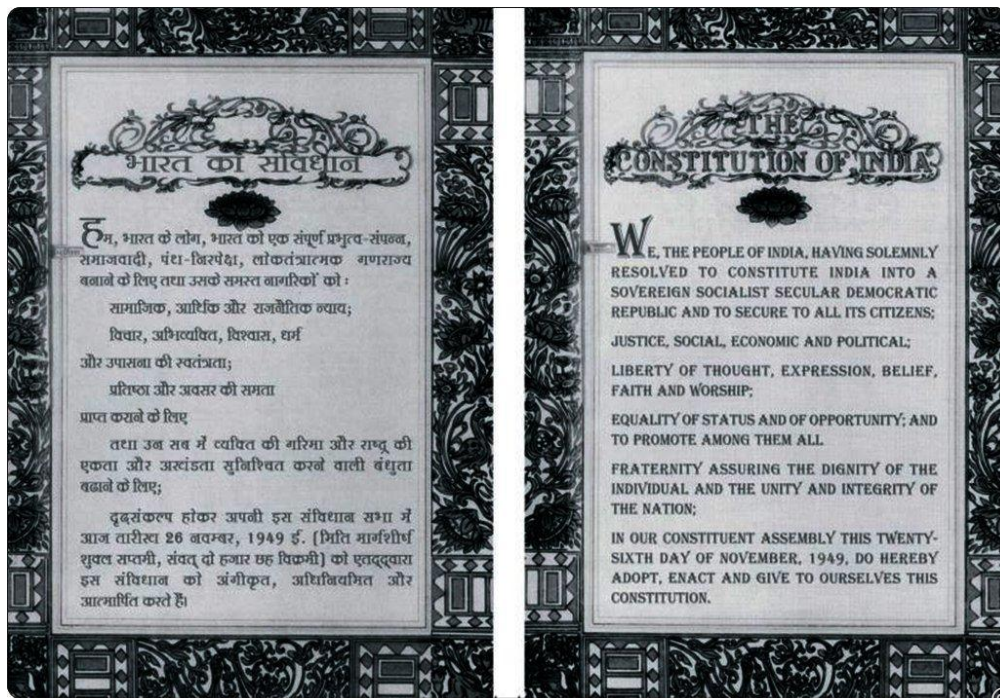 भारत का संविधान
हम, भारत के लोग, भारत को एक संपूर्ण प्रभुत्व-संपन्न,
समाजवादी, पंथ-निरपेक्ष, लोकतंत्रात्मक गणराज्य
बनाने के लिए तथा उसके समस्त नागरिकों को :
सामाजिक, आर्थिक और राजनैतिक न्याय;
विचार, अभिव्यक्ति, विश्वास, धर्म
और उपासना की स्वतंत्रता;
प्रतिष्ठा और अवसर की समता
प्राप्त कराने के लिए
तथा उन सब में व्यक्ति की गरिमा और राष्ट्र की
एकता और अखंडता सुनिश्चित करने वाली बंधुता
बढाने के लिए;
दृढ़संकल्प होकर अपनी इस संविधान सभा में
आज तारीख 26 नवम्बर, 1949 ई. (मिति मार्गशीर्ष
शुक्ल सप्तमी, संवत् दो हजार छह विक्रमी) को एतद्द्वारा
इस संविधान को अंगीकृत, अधिनियमित और
आत्मार्पित करते हैं।
THE
CONSTITUTION OF INDIA
WE, THE PEOPLE OF INDIA, HAVING SOLEMNLY
RESOLVED TO CONSTITUTE INDIA INTO A
SOVEREIGN SOCIALIST SECULAR DEMOCRATIC
REPUBLIC AND TO SECURE TO ALL ITS CITIZENS;
JUSTICE, SOCIAL, ECONOMIC AND POLITICAL;
LIBERTY OF THOUGHT, EXPRESSION, BELIEF,
FAITH AND WORSHIP;
EQUALITY OF STATUS AND OF OPPORTUNITY; AND
TO PROMOTE AMONG THEM ALL
FRATERNITY ASSURING THE DIGNITY OF THE
INDIVIDUAL AND THE UNITY AND INTEGRITY OF
THE NATION;
IN OUR CONSTITUENT ASSEMBLY THIS TWENTY-
SIXTH DAY OF NOVEMBER, 1949, DO HEREBY
ADOPT, ENACT AND GIVE TO OURSELVES THIS
CONSTITUTION.